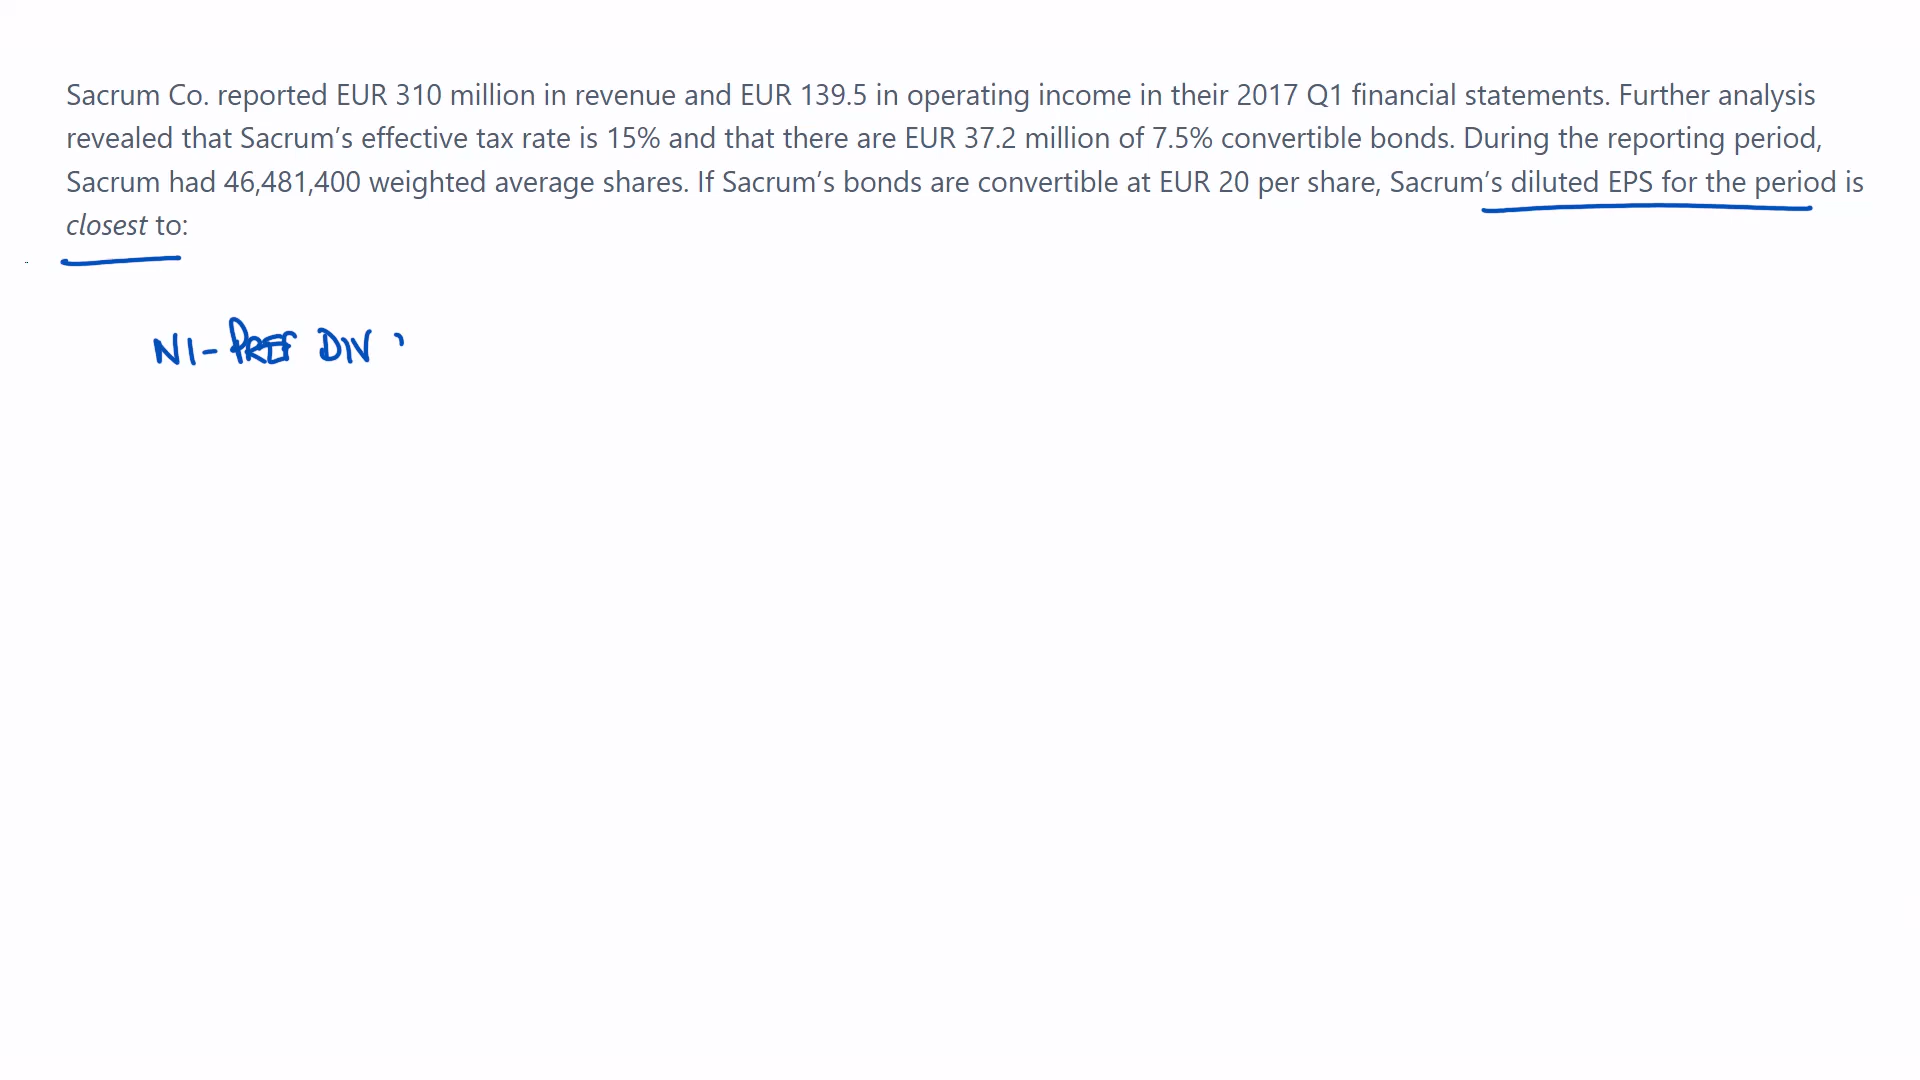 Sacrum Co. reported EUR 310 million in revenue and EUR 139.5 in operating income in their 2017 Q1 financial statements. Further analysis
revealed that Sacrum’s effective tax rate is 15% and that there are EUR 37.2 million of 7.5% convertible bonds. During the reporting period,
Sacrum had 46,481,400 weighted average shares. If Sacrum’s bonds are convertible at EUR 20 per share, Sacrum’s diluted EPS for the period is
closest to:
NI - PREF DIV